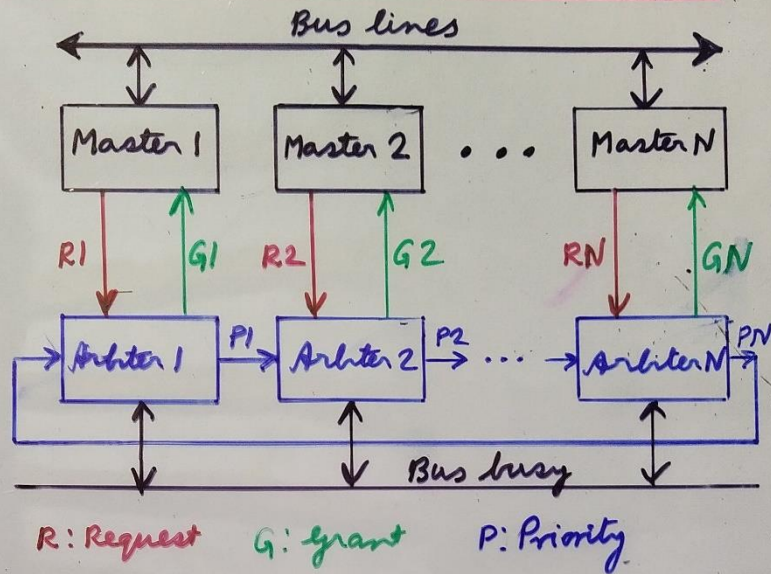 Bus lines
Master 1 Master 2 ... Master N
R1 G1 R2 G2 RN GN
P1 P2 PN
Arbiter 1 Arbiter 2 ... Arbiter N
Bus busy
R: Request G: Grant P: Priority